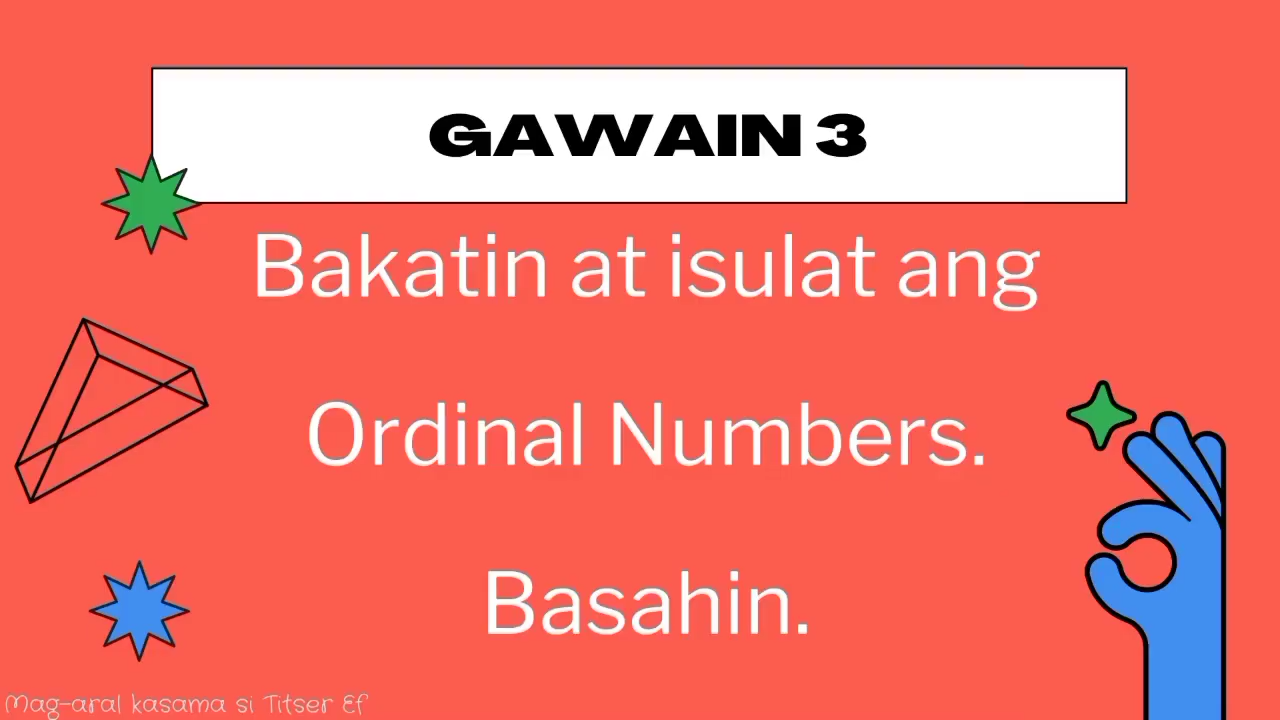 GAWAIN 3
Bakatin at isulat ang
Ordinal Numbers.
Basahin.
Mag-aral kasama si Titser Ef